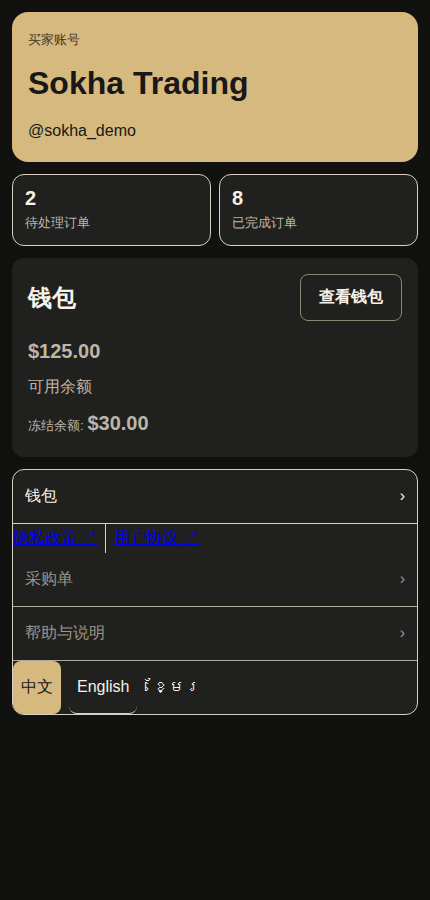 买家账号
Sokha Trading
@sokha_demo
2
待处理订单
8
已完成订单
钱包
查看钱包
$125.00
可用余额
冻结余额: $30.00
钱包 ›
隐私政策 ↗ 用户协议 ↗
采购单 ›
帮助与说明 ›
中文 English ខ្មែរ